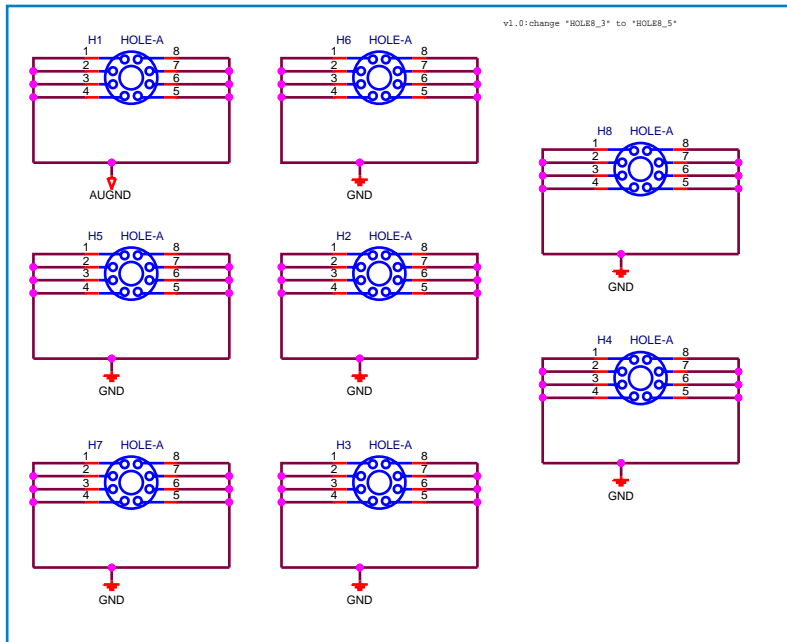 v1.0:change "HOLE8_3" to "HOLE8_5"
H1 HOLE-A
1 8
2 7
3 6
4 5
AUGND
H6 HOLE-A
1 8
2 7
3 6
4 5
GND
H8 HOLE-A
1 8
2 7
3 6
4 5
GND
H5 HOLE-A
1 8
2 7
3 6
4 5
GND
H2 HOLE-A
1 8
2 7
3 6
4 5
GND
H4 HOLE-A
1 8
2 7
3 6
4 5
GND
H7 HOLE-A
1 8
2 7
3 6
4 5
GND
H3 HOLE-A
1 8
2 7
3 6
4 5
GND